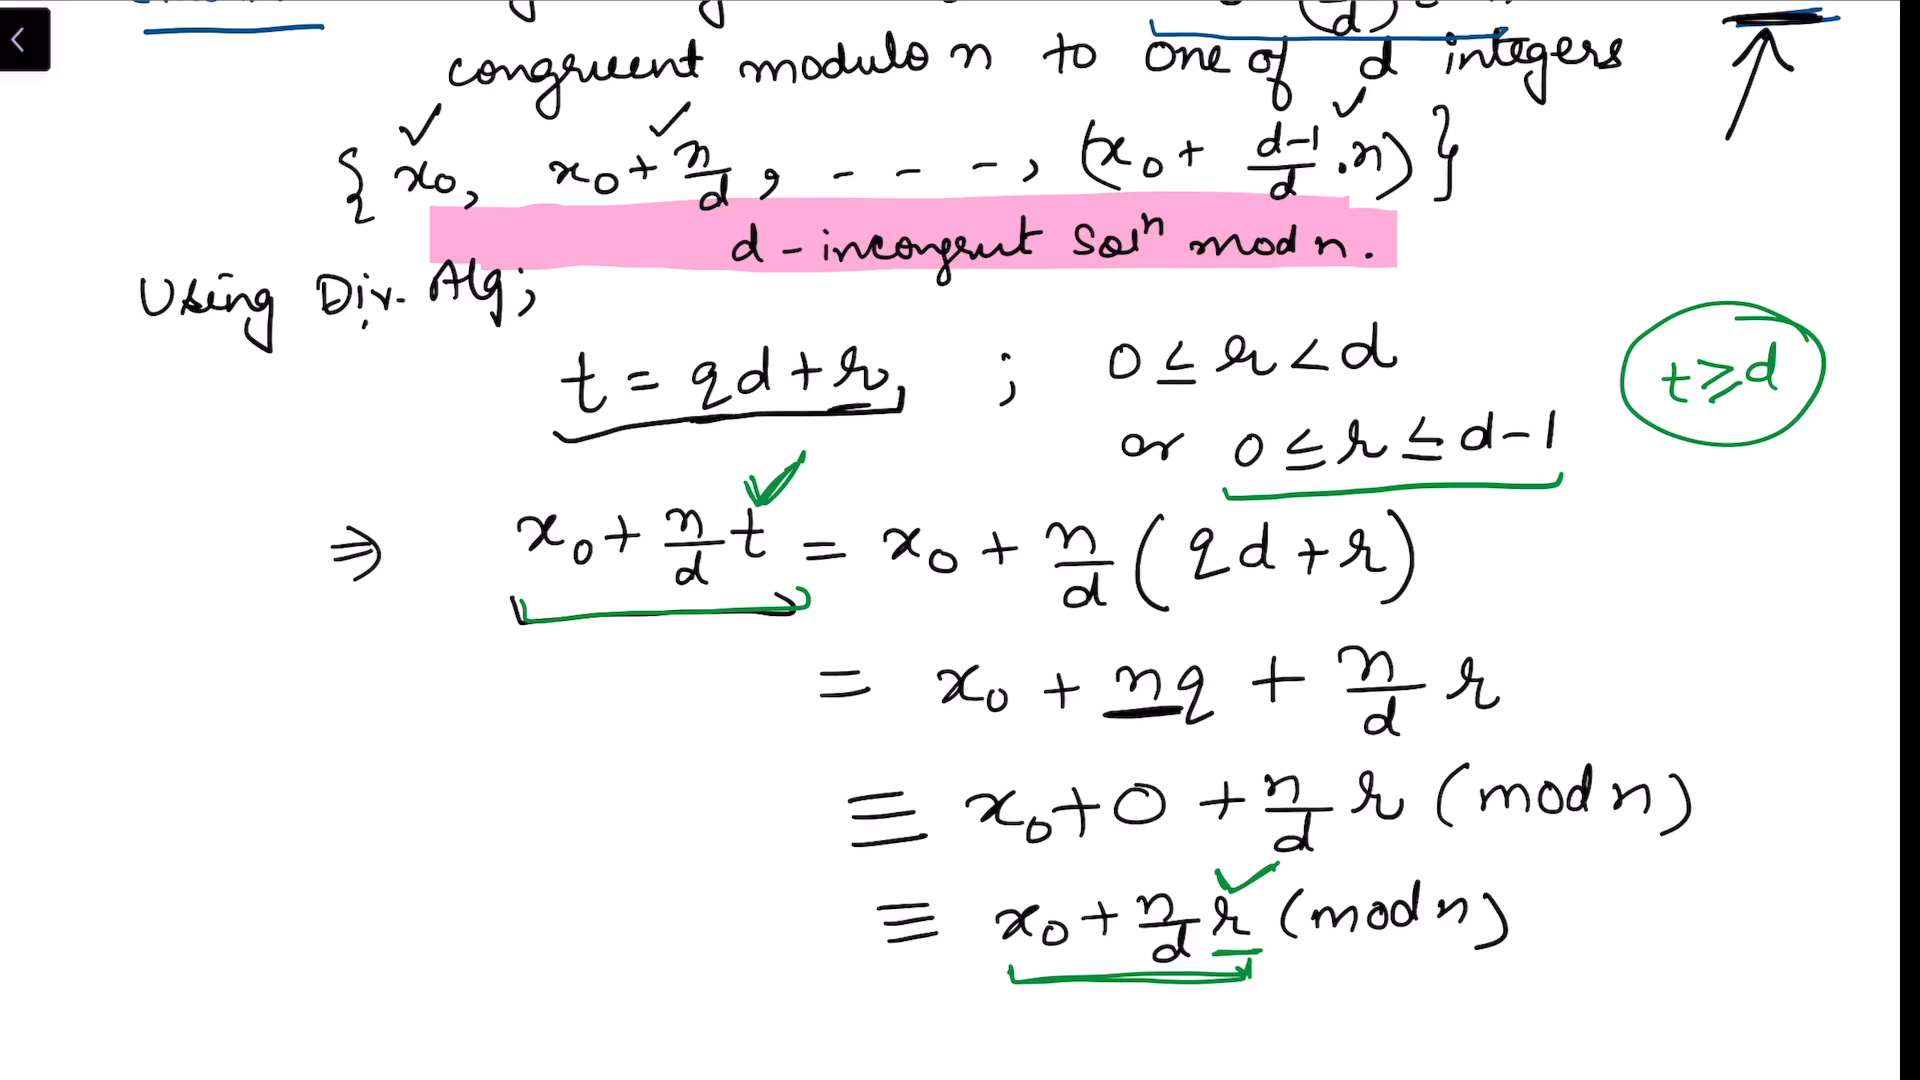 (n/d)
congruent modulo n to one of d integers
{ x₀, x₀ + n/d, - - -, (x₀ + d-1/d · n) }
d - incongrut Solⁿ mod n.
Using Div. Alg;
t = qd + r, ; 0 ≤ r < d
t ≥ d
or 0 ≤ r ≤ d-1
⇒ x₀ + n/d t = x₀ + n/d ( qd + r )
= x₀ + nq + n/d r
≡ x₀ + 0 + n/d r (mod n)
≡ x₀ + n/d r (mod n)